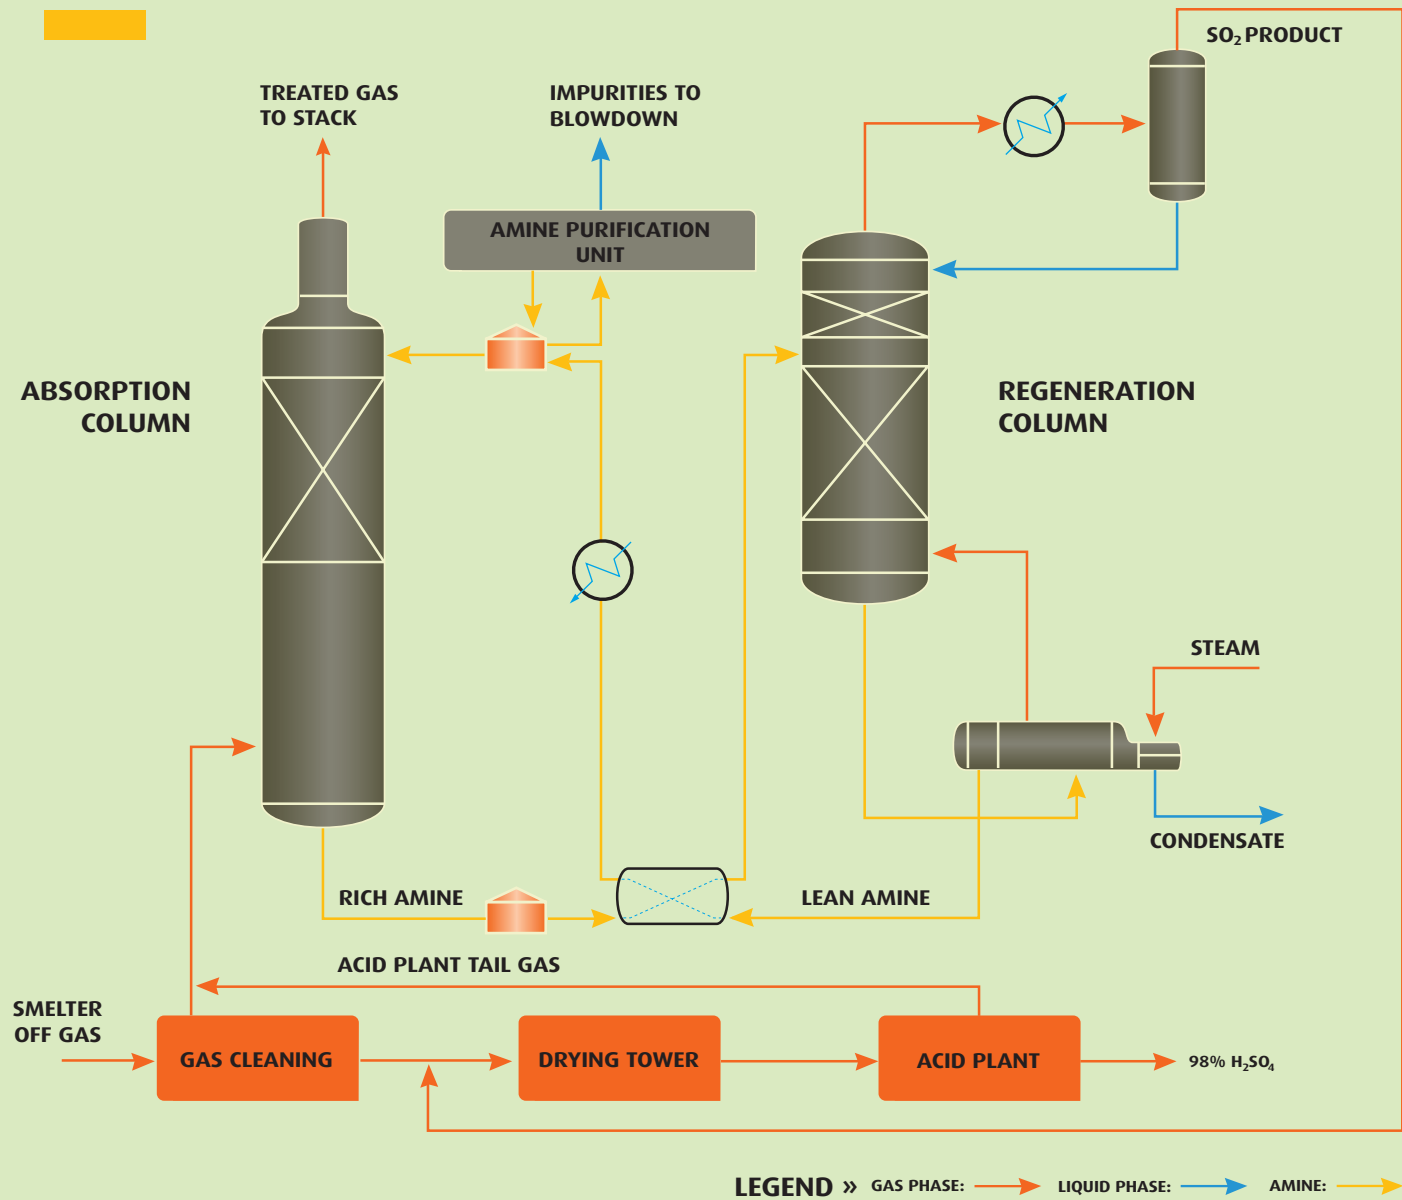 SO₂ PRODUCT
TREATED GAS
TO STACK
IMPURITIES TO
BLOWDOWN
AMINE PURIFICATION
UNIT
ABSORPTION
COLUMN
REGENERATION
COLUMN
STEAM
CONDENSATE
RICH AMINE
LEAN AMINE
ACID PLANT TAIL GAS
SMELTER
OFF GAS
GAS CLEANING
DRYING TOWER
ACID PLANT
98% H₂SO₄
LEGEND » GAS PHASE: LIQUID PHASE: AMINE: